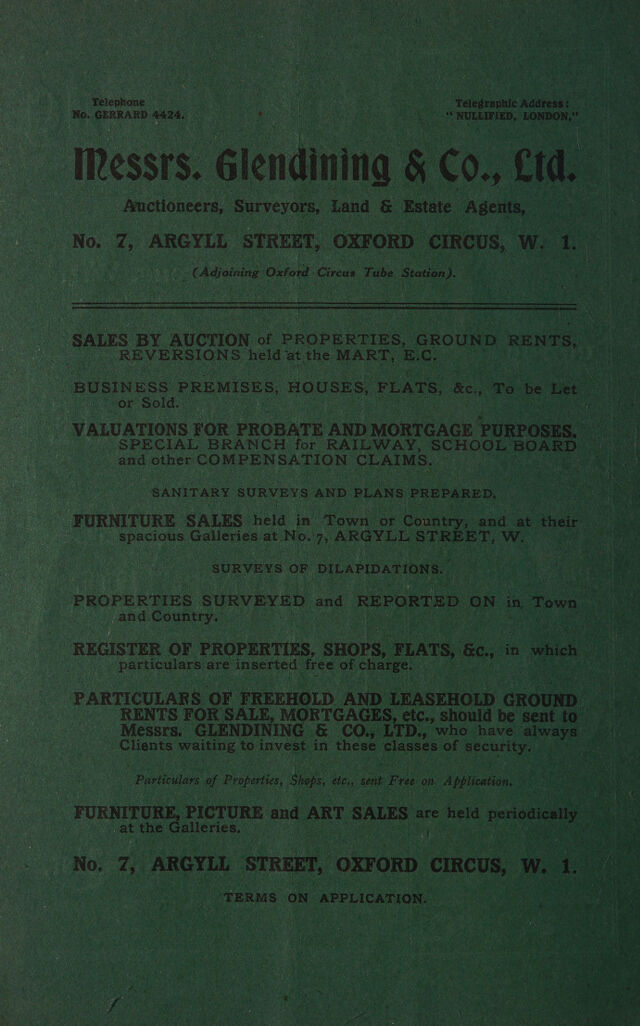 Telephone
No. GERRARD 4424.
Telegraphic Address:
"NULLIFIED, LONDON,"
Messrs. Glendining & Co., Ltd.
Auctioneers, Surveyors, Land & Estate Agents,
No. 7, ARGYLL STREET, OXFORD CIRCUS, W. 1.
(Adjoining Oxford Circus Tube Station).
SALES BY AUCTION of PROPERTIES, GROUND RENTS,
REVERSIONS held at the MART, E.C.
BUSINESS PREMISES, HOUSES, FLATS, &c., To be Let
or Sold.
VALUATIONS FOR PROBATE AND MORTGAGE PURPOSES.
SPECIAL BRANCH for RAILWAY, SCHOOL BOARD
and other COMPENSATION CLAIMS.
SANITARY SURVEYS AND PLANS PREPARED.
FURNITURE SALES held in Town or Country, and at their
spacious Galleries at No. 7, ARGYLL STREET, W.
SURVEYS OF DILAPIDATIONS.
PROPERTIES SURVEYED and REPORTED ON in Town
and Country.
REGISTER OF PROPERTIES, SHOPS, FLATS, &c., in which
particulars are inserted free of charge.
PARTICULARS OF FREEHOLD AND LEASEHOLD GROUND
RENTS FOR SALE, MORTGAGES, etc., should be sent to
Messrs. GLENDINING & CO., LTD., who have always
Clients waiting to invest in these classes of security.
Particulars of Properties, Shops, etc., sent Free on Application.
FURNITURE, PICTURE and ART SALES are held periodically
at the Galleries.
No. 7, ARGYLL STREET, OXFORD CIRCUS, W. 1.
TERMS ON APPLICATION.